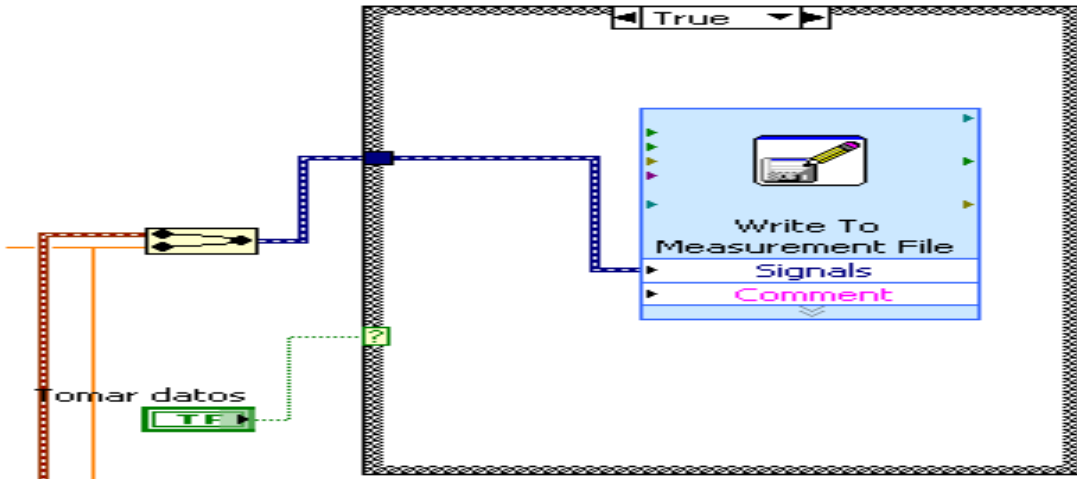 True
Write To
Measurement File
Signals
Comment
?
Tomar datos
TF